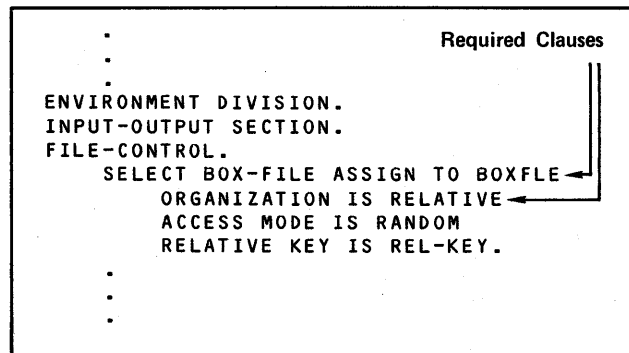 .
.
.
Required Clauses
ENVIRONMENT DIVISION.
INPUT-OUTPUT SECTION.
FILE-CONTROL.
SELECT BOX-FILE ASSIGN TO BOXFLE
ORGANIZATION IS RELATIVE
ACCESS MODE IS RANDOM
RELATIVE KEY IS REL-KEY.
.
.
.